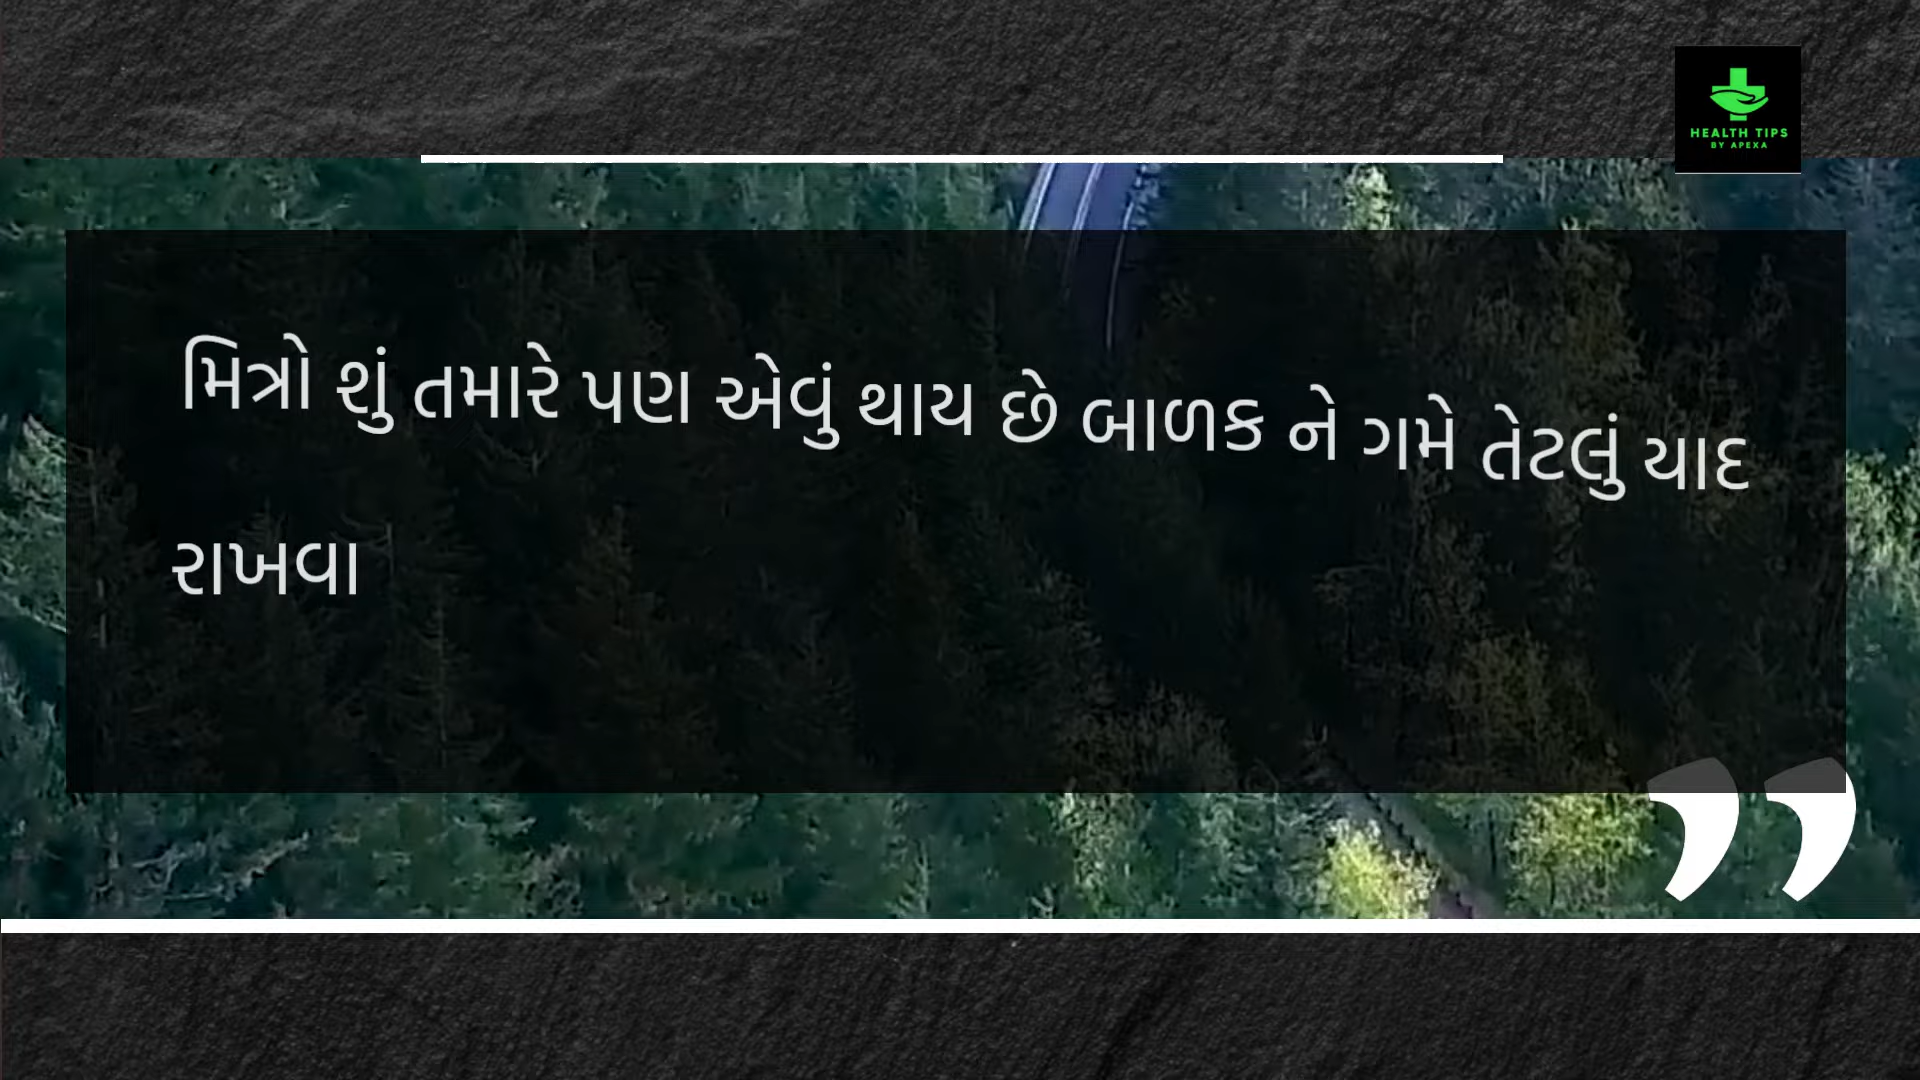 HEALTH TIPS
BY APEXA
મિત્રો શું તમારે પણ એવું થાય છે બાળક ને ગમે તેટલું યાદ
રાખવા